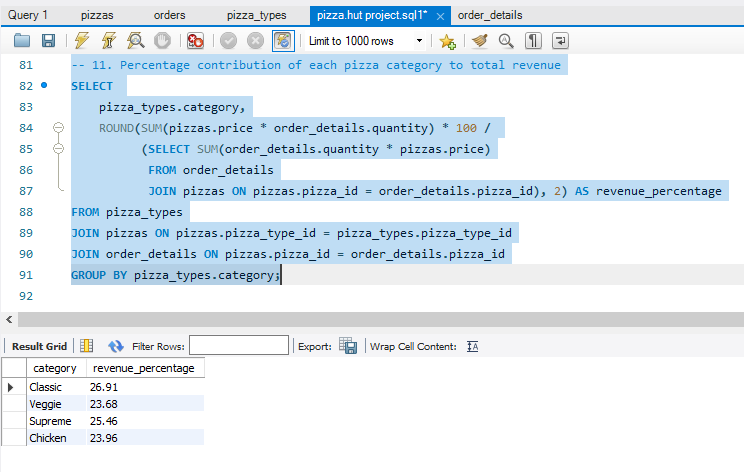 Query 1 pizzas orders pizza_types pizza.hut project.sql1* × order_details
Limit to 1000 rows
81 -- 11. Percentage contribution of each pizza category to total revenue
82 SELECT
83 pizza_types.category,
84 ROUND(SUM(pizzas.price * order_details.quantity) * 100 /
85 (SELECT SUM(order_details.quantity * pizzas.price)
86 FROM order_details
87 JOIN pizzas ON pizzas.pizza_id = order_details.pizza_id), 2) AS revenue_percentage
88 FROM pizza_types
89 JOIN pizzas ON pizzas.pizza_type_id = pizza_types.pizza_type_id
90 JOIN order_details ON pizzas.pizza_id = order_details.pizza_id
91 GROUP BY pizza_types.category;
92
Result Grid Filter Rows: Export: Wrap Cell Content: IA
category revenue_percentage
Classic 26.91
Veggie 23.68
Supreme 25.46
Chicken 23.96